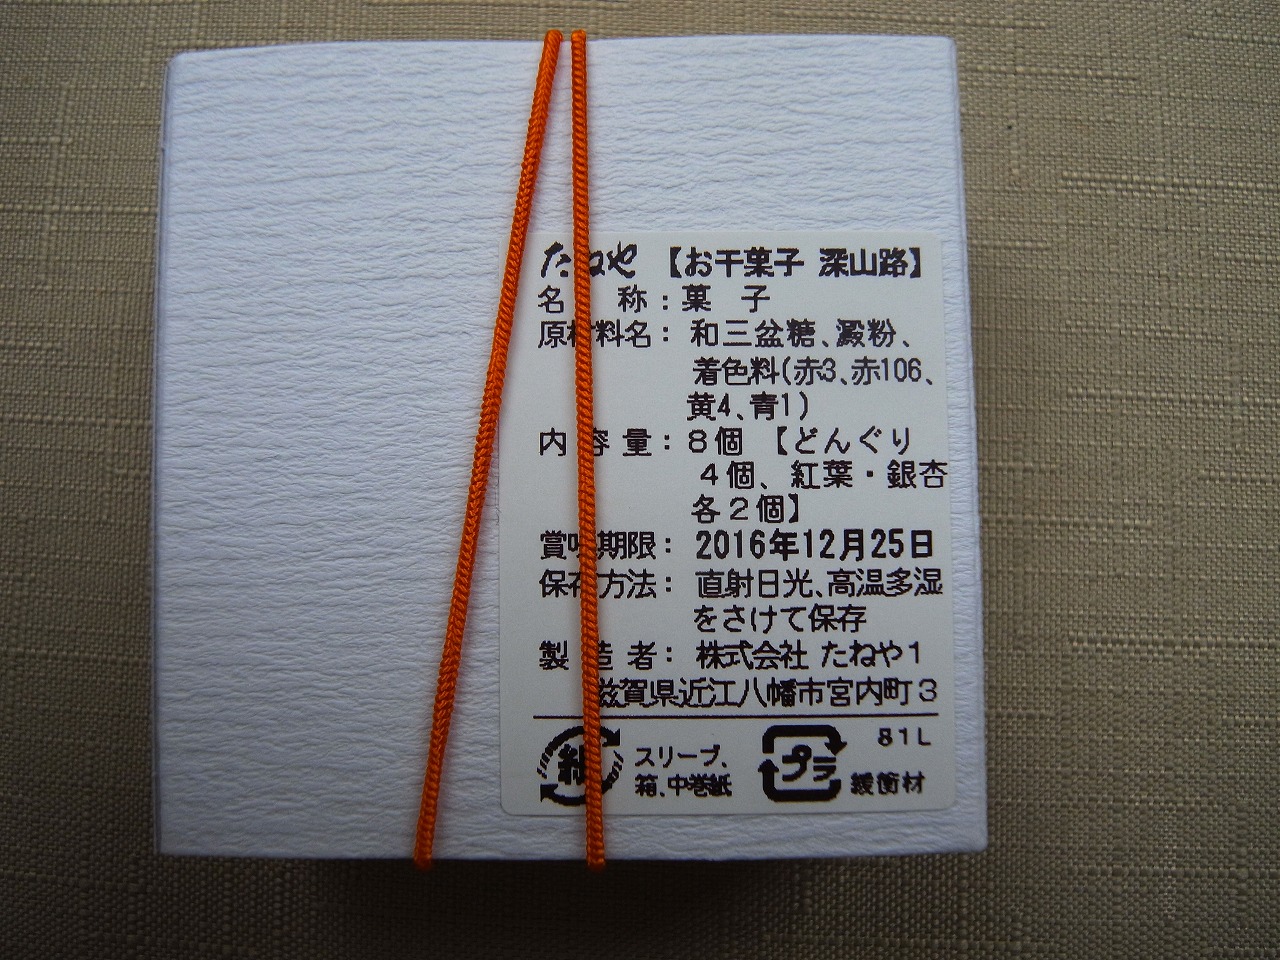 たねや 【お干菓子 深山路】
名 称：菓 子
原材料名：和三盆糖、澱粉、
着色料(赤3、赤106、
黄4、青1)
内容量：８個 【どんぐり
４個、紅葉・銀杏
各２個】
賞味期限：2016年12月25日
保存方法：直射日光、高温多湿
をさけて保存
製造者：株式会社 たねや1
滋賀県近江八幡市宮内町３
81L
紙 スリーブ、
箱、中巻紙
プラ 緩衝材